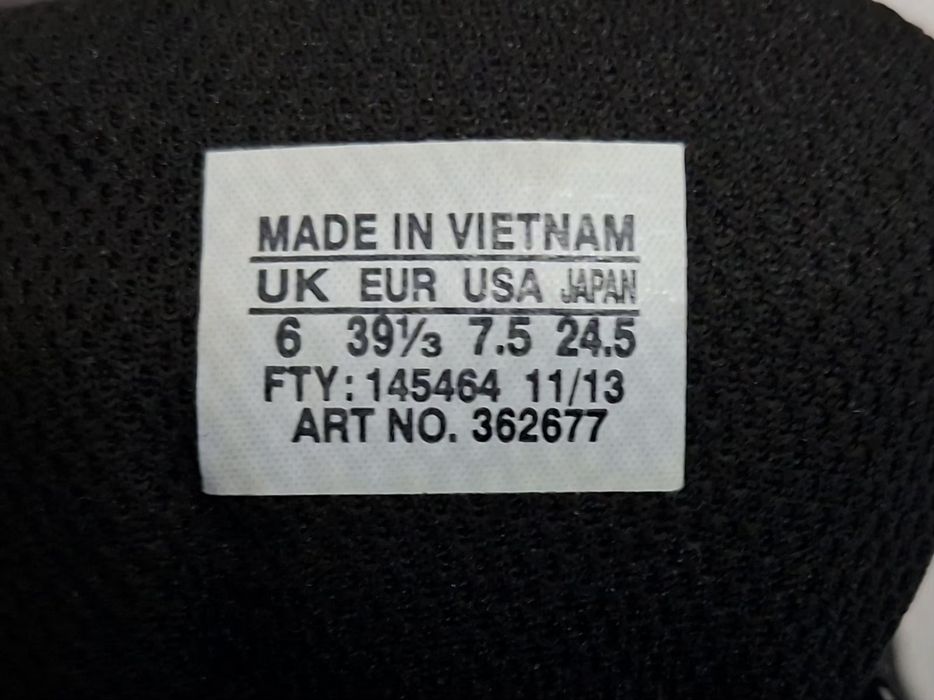 MADE IN VIETNAM
UK EUR USA JAPAN
6 39⅓ 7.5 24.5
FTY: 145464 11/13
ART NO. 362677